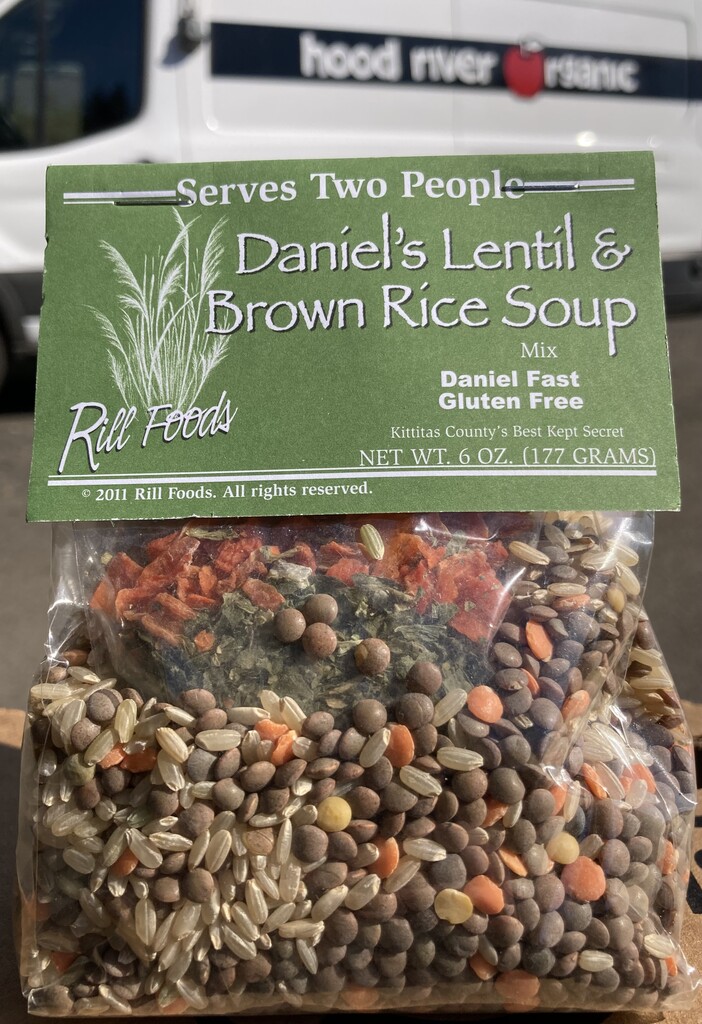 hood river organic
Serves Two People
Daniel's Lentil &
Brown Rice Soup
Mix
Daniel Fast
Gluten Free
Rill Foods
Kittitas County's Best Kept Secret
NET WT. 6 OZ. (177 GRAMS)
© 2011 Rill Foods. All rights reserved.